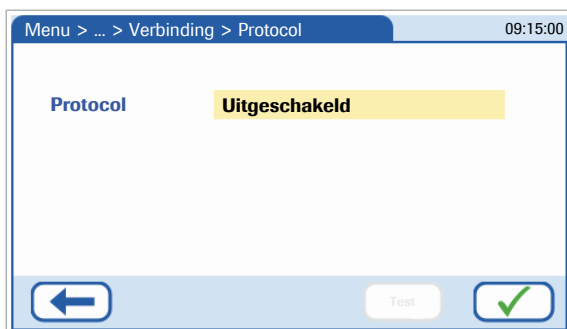 Menu > ... > Verbinding > Protocol 09:15:00
Protocol Uitgeschakeld
Test